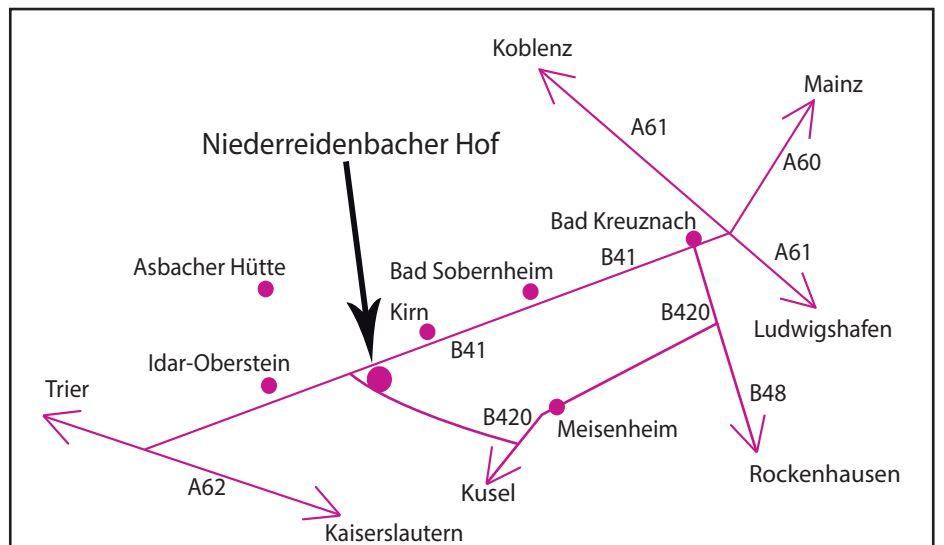 Koblenz
Mainz
A61
Niederreidenbacher Hof
A60
Bad Kreuznach
A61
B41
Asbacher Hütte
Bad Sobernheim
Kirn
B420
Ludwigshafen
B41
Idar-Oberstein
Trier
B48
B420
Meisenheim
Rockenhausen
A62
Kusel
Kaiserslautern